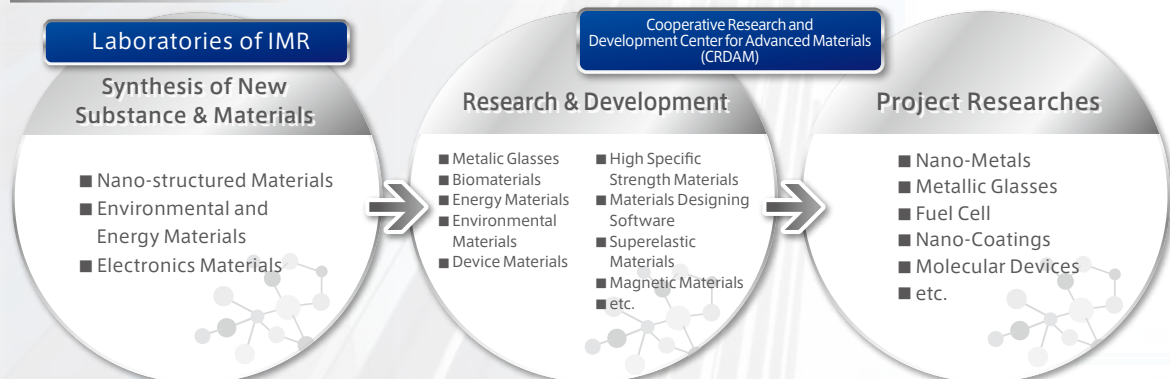 Laboratories of IMR
Synthesis of New
Substance & Materials
■ Nano-structured Materials
■ Environmental and
Energy Materials
■ Electronics Materials
Cooperative Research and
Development Center for Advanced Materials
(CRDAM)
Research & Development
■ Metalic Glasses
■ Biomaterials
■ Energy Materials
■ Environmental
Materials
■ Device Materials
■ High Specific
Strength Materials
■ Materials Designing
Software
■ Superelastic
Materials
■ Magnetic Materials
■ etc.
Project Researches
■ Nano-Metals
■ Metallic Glasses
■ Fuel Cell
■ Nano-Coatings
■ Molecular Devices
■ etc.